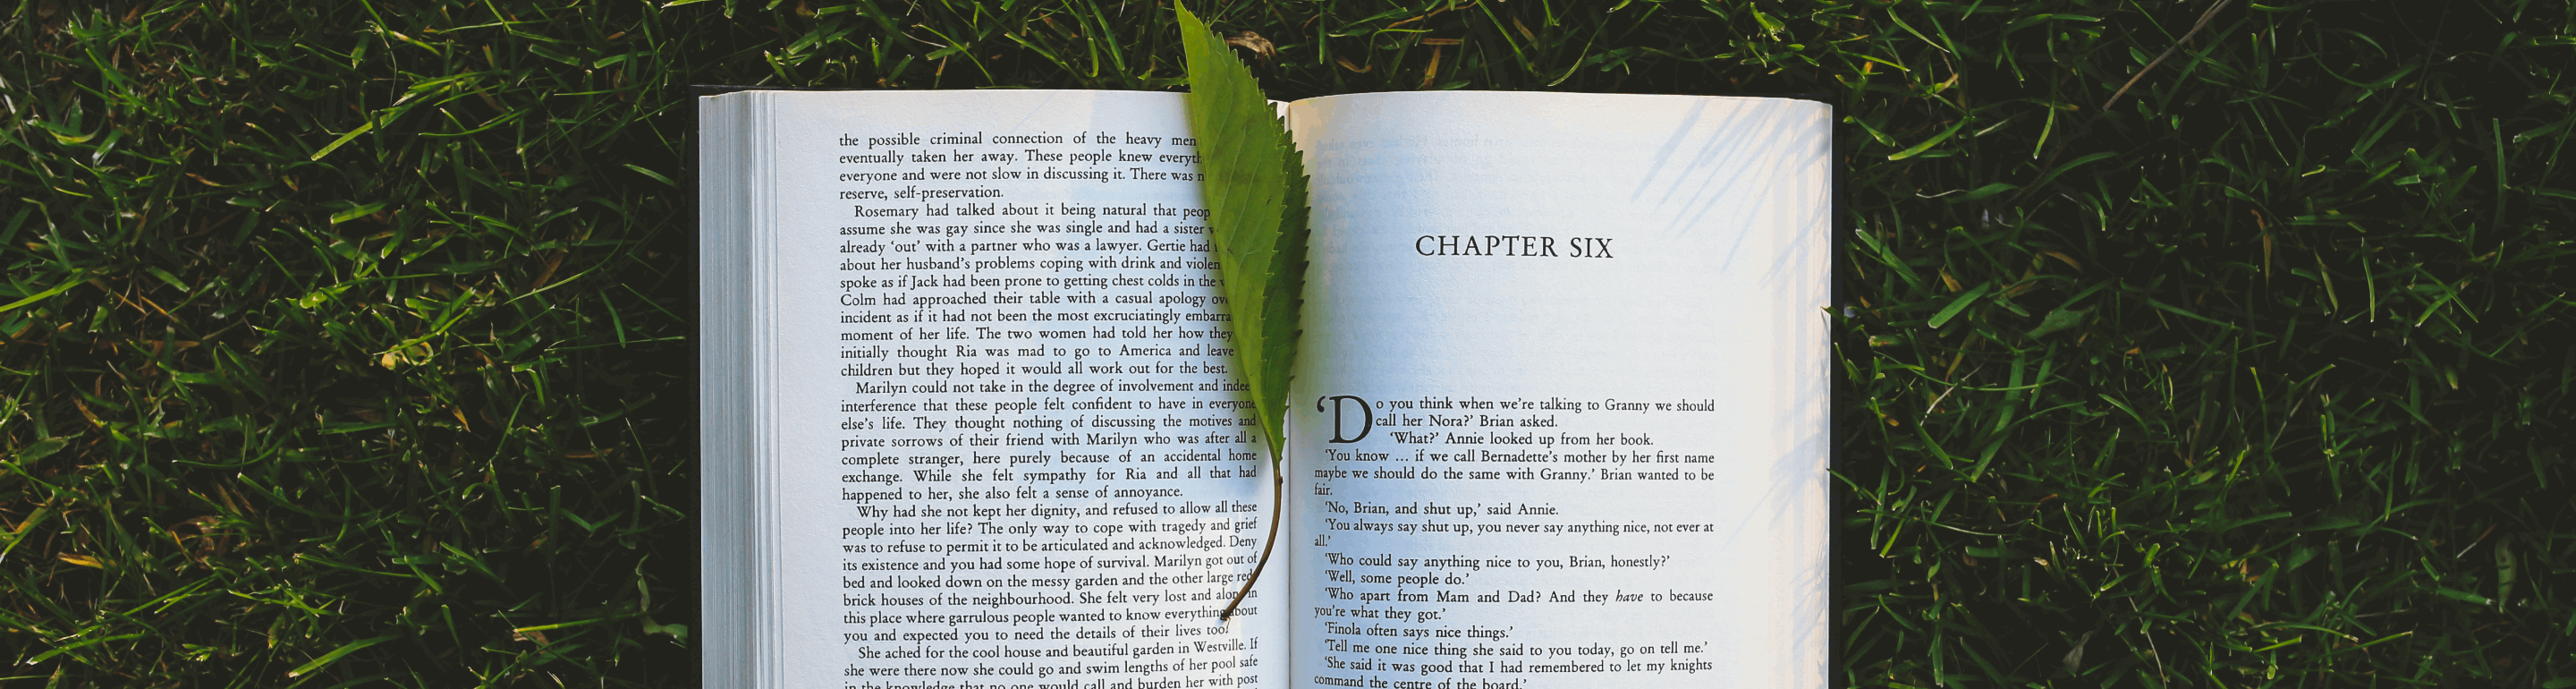 the possible criminal connection of the heavy men
eventually taken her away. These people knew
everyone and were not slow in discussing it. There was
reserve, self-preservation.
Rosemary had talked about it being natural that
assume she was gay since she was single and had a sister
already ‘out’ with a partner who was a lawyer. Gertie had
about her husband’s problems coping with drink and
spoke as if Jack had been prone to getting chest colds in the
Colm had approached their table with a casual apology
incident as if it had not been the most excruciatingly
moment of her life. The two women had told her how they
initially thought Ria was mad to go to America and leave
children but they hoped it would all work out for the best.
Marilyn could not take in the degree of involvement and
interference that these people felt confident to have in everyone
else’s life. They thought nothing of discussing the motives and
private sorrows of their friend with Marilyn who was after all a
complete stranger, here purely because of an accidental home
exchange. While she felt sympathy for Ria and all that had
happened to her, she also felt a sense of annoyance.
Why had she not kept her dignity, and refused to allow all these
people into her life? The only way to cope with tragedy and grief
was to refuse to permit it to be articulated and acknowledged. Deny
its existence and you had some hope of survival. Marilyn got out of
bed and looked down on the messy garden and the other large red
brick houses of the neighbourhood. She felt very lost and alone in
this place where garrulous people wanted to know everything about
you and expected you to need the details of their lives too.
She ached for the cool house and beautiful garden in Westville. If
she were there now she could go and swim lengths of her pool safe
in the knowledge that no one would call and burden her with post
CHAPTER SIX
‘Do you think when we’re talking to Granny we should
call her Nora?’ Brian asked.
‘What?’ Annie looked up from her book.
‘You know ... if we call Bernadette’s mother by her first name
maybe we should do the same with Granny.’ Brian wanted to be
fair.
‘No, Brian, and shut up,’ said Annie.
‘You always say shut up, you never say anything nice, not ever at
all.’
‘Who could say anything nice to you, Brian, honestly?’
‘Well, some people do.’
‘Who apart from Mam and Dad? And they have to because
you’re what they got.’
‘Finola often says nice things.’
‘Tell me one nice thing she said to you today, go on tell me.’
‘She said it was good that I had remembered to let my knights
command the centre of the board.’